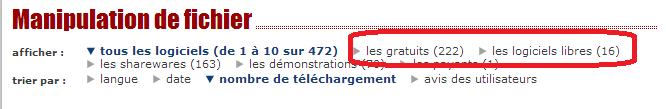 Manipulation de fichier
afficher : tous les logiciels (de 1 à 10 sur 472) les gratuits (222) les logiciels libres (16)
les sharewares (163) les démonstrations (70) les payants (1)
trier par : langue date nombre de téléchargement avis des utilisateurs